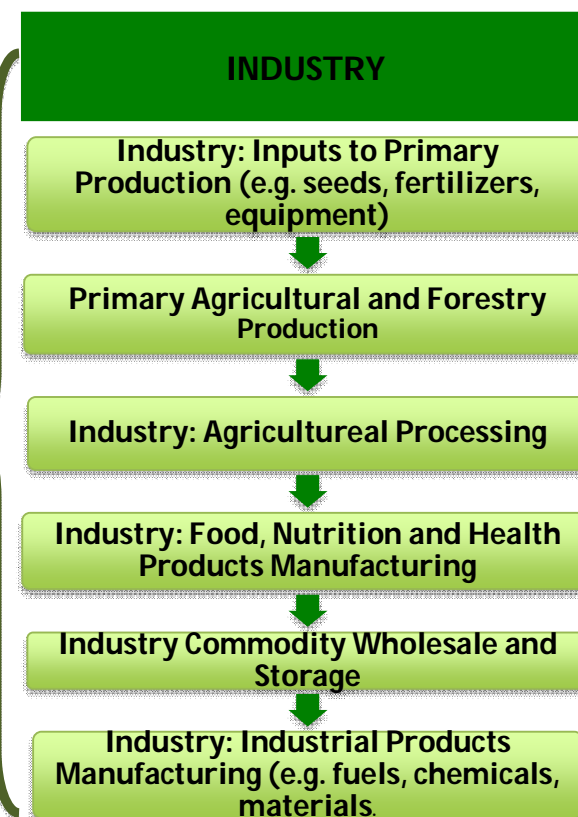 INDUSTRY
Industry: Inputs to Primary
Production (e.g. seeds, fertilizers,
equipment)
Primary Agricultural and Forestry
Production
Industry: Agricultureal Processing
Industry: Food, Nutrition and Health
Products Manufacturing
Industry Commodity Wholesale and
Storage
Industry: Industrial Products
Manufacturing (e.g. fuels, chemicals,
materials.